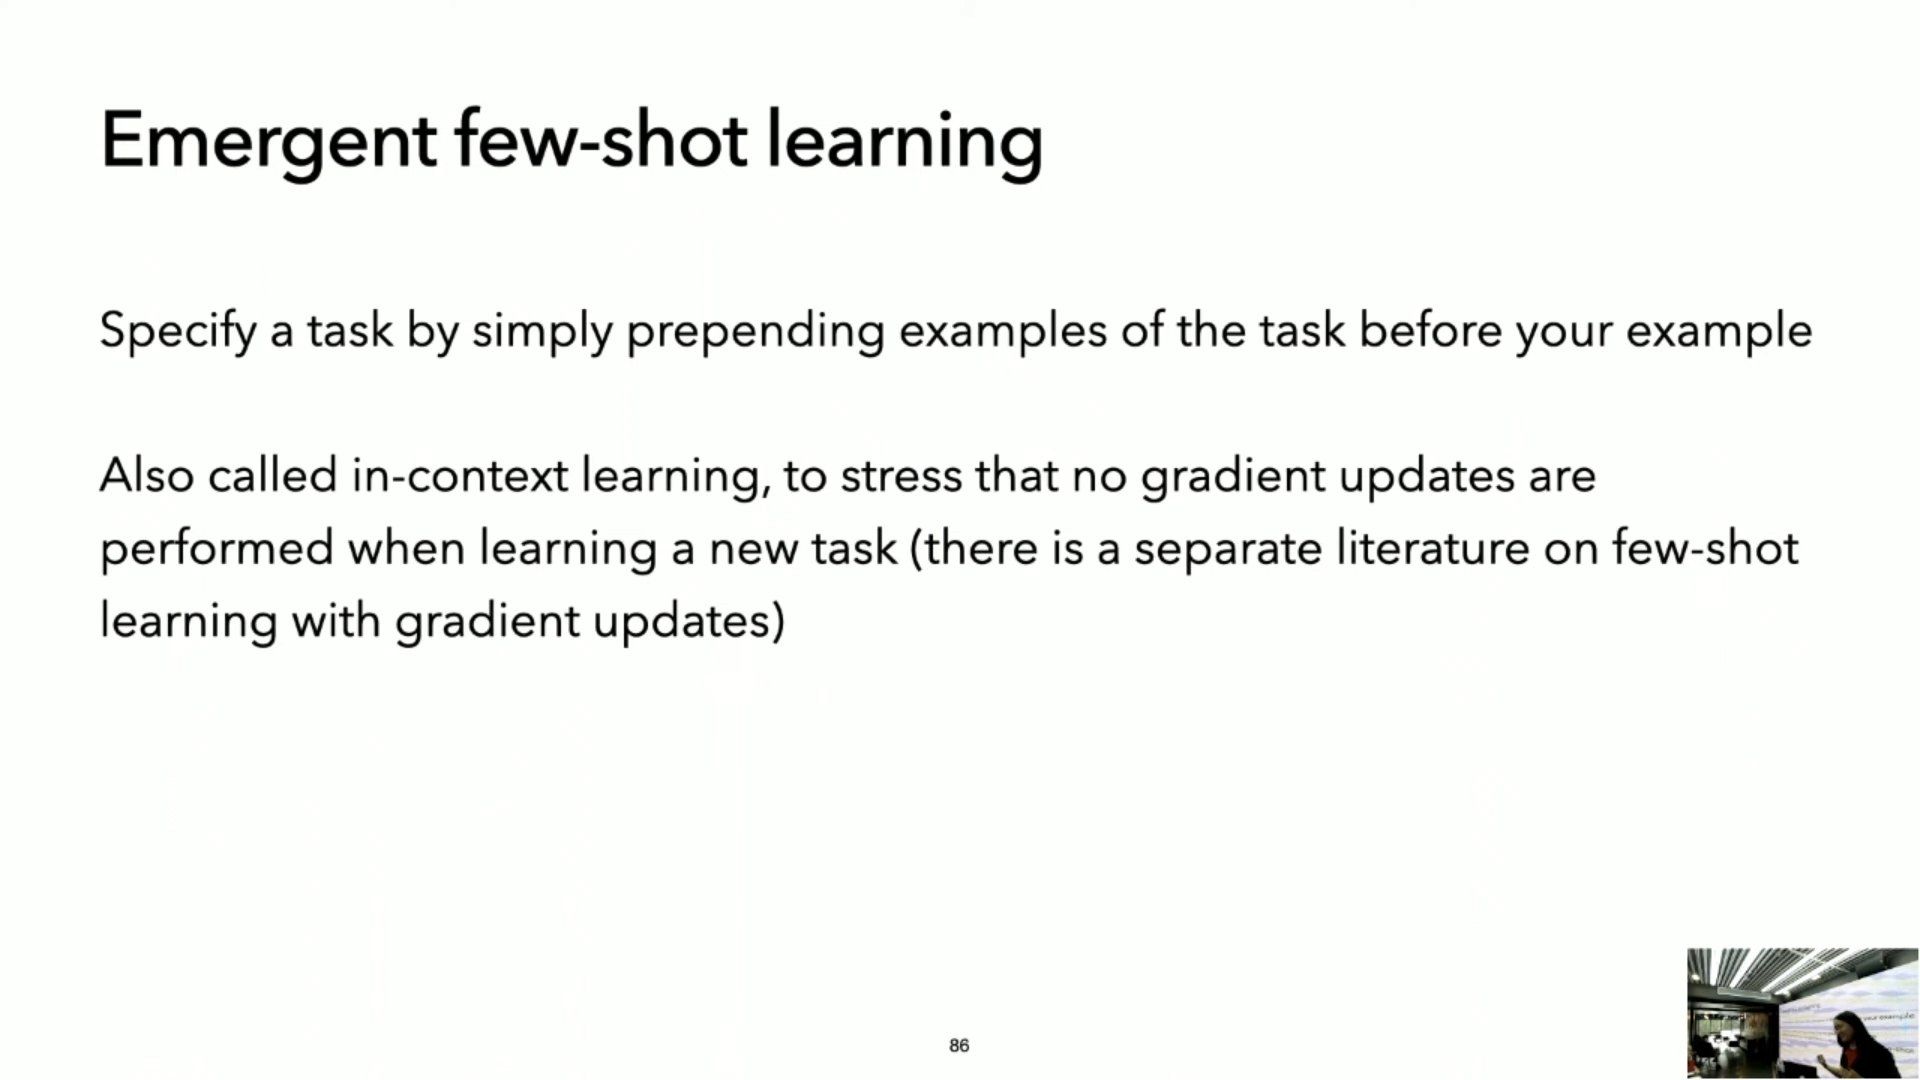 Emergent few-shot learning
Specify a task by simply prepending examples of the task before your example
Also called in-context learning, to stress that no gradient updates are
performed when learning a new task (there is a separate literature on few-shot
learning with gradient updates)
86